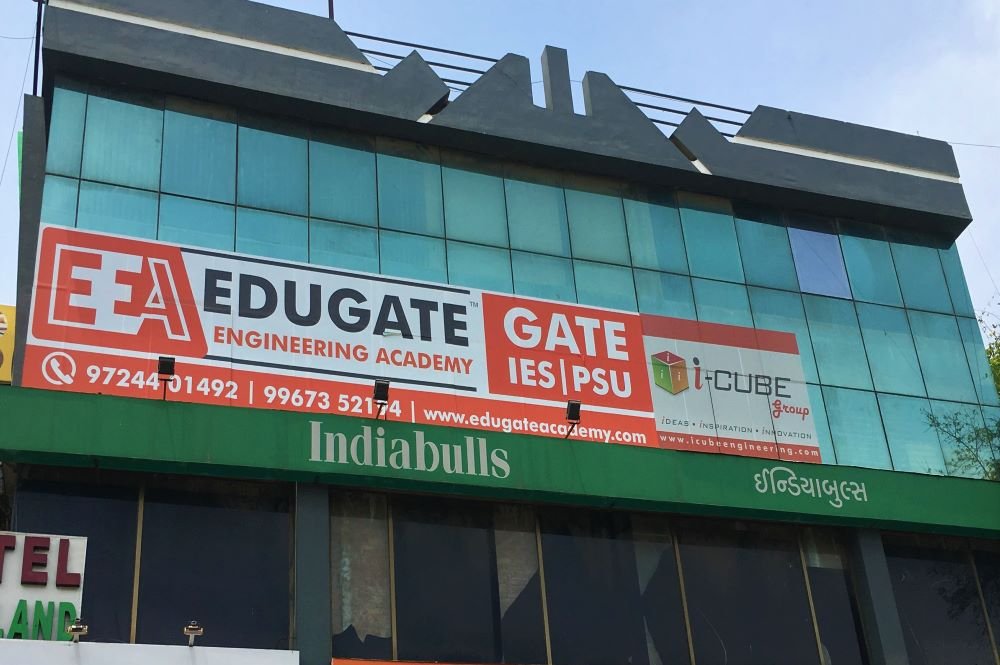 EEA EDUGATE™
ENGINEERING ACADEMY
GATE
IES|PSU
i-CUBE
Group
iDEAS • iNSPIRATION • iNNOVATION
www.icubeengineering.com
97244 01492 | 99673 52174 | www.edugateacademy.com
Indiabulls
ઈન્ડિયાબુલ્સ
TEL
LAND